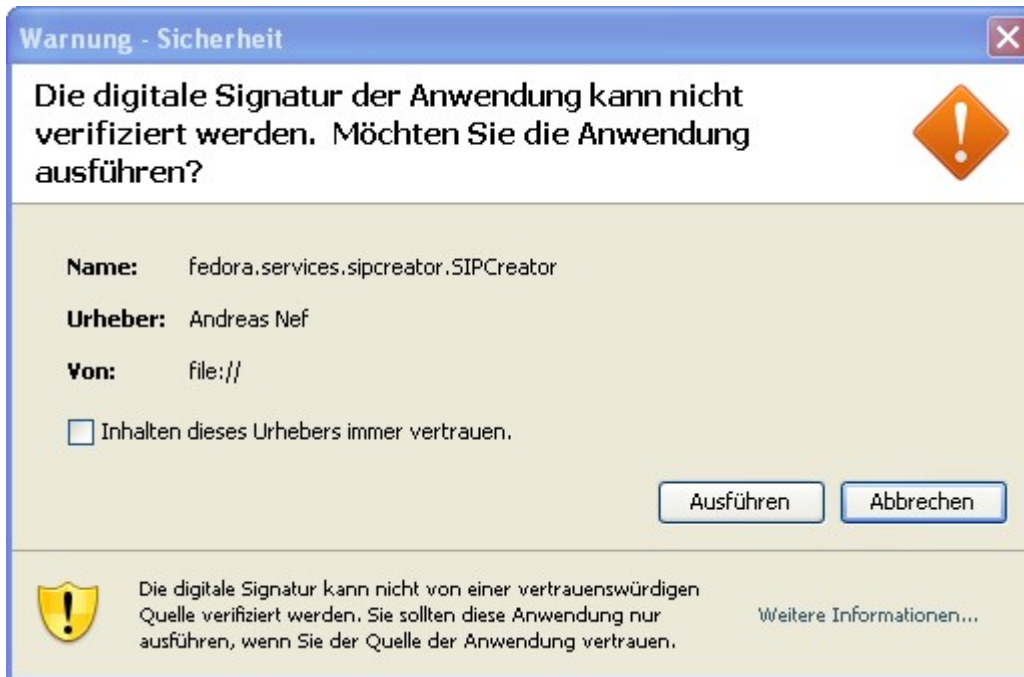 Warnung - Sicherheit
Die digitale Signatur der Anwendung kann nicht
verifiziert werden. Möchten Sie die Anwendung
ausführen?
Name: fedora.services.sipcreator.SIPCreator
Urheber: Andreas Nef
Von: file://
Inhalten dieses Urhebers immer vertrauen.
Ausführen Abbrechen
Die digitale Signatur kann nicht von einer vertrauenswürdigen
Quelle verifiziert werden. Sie sollten diese Anwendung nur
ausführen, wenn Sie der Quelle der Anwendung vertrauen.
Weitere Informationen...